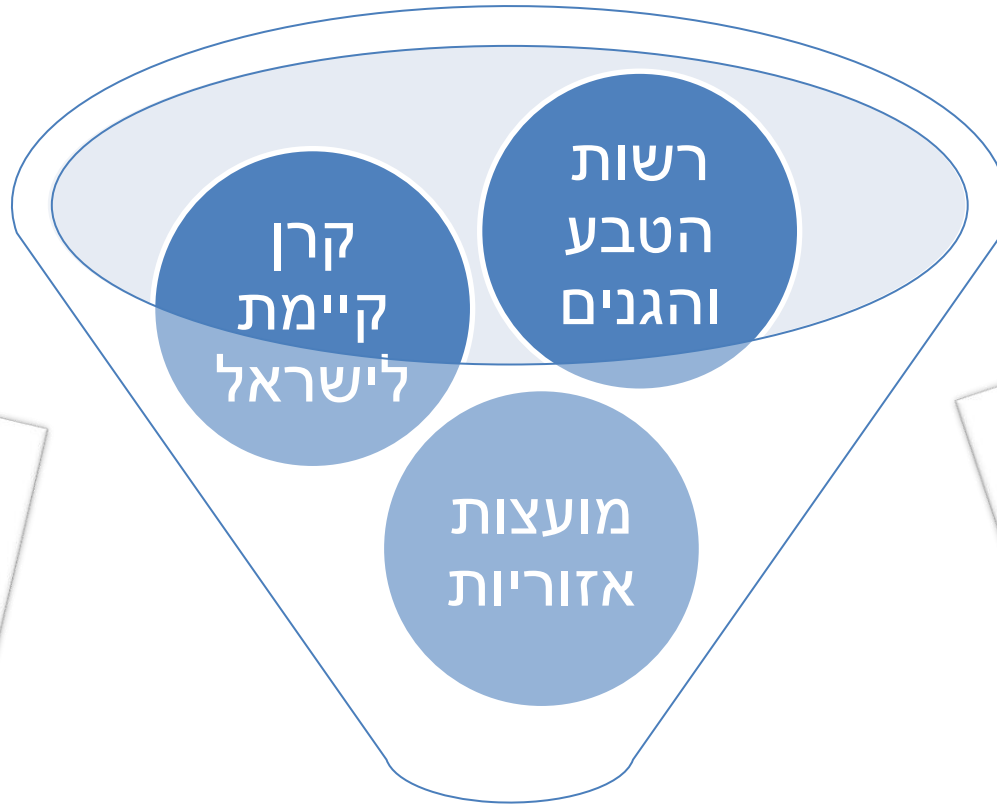 רשות
הטבע
והגנים
קרן
קיימת
לישראל
מועצות
אזוריות